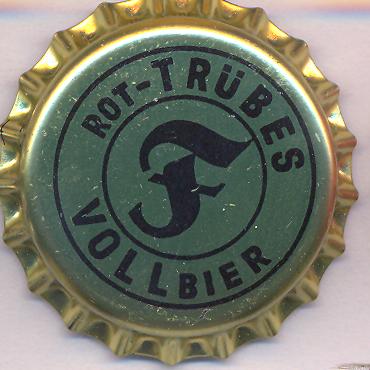 ROT-TRÜBES
F
VOLLBIER